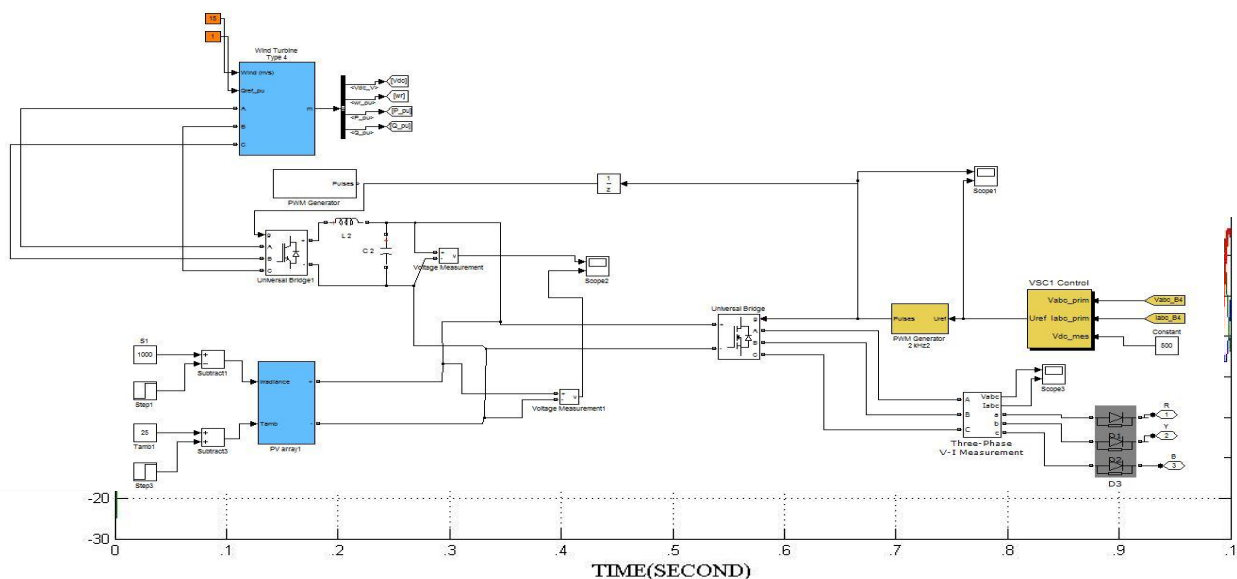 15
1
Wind Turbine
Type 4
Wind (m/s)
Qref_pu
A
B
C
m
<Vdc_V>
<wr_pu>
<P_pu>
<Q_pu>
[Vdc]
[wr]
[P_pu]
[Q_pu]
Pulses
PWM Generator
1
z
Scope1
g
A
B
C
+
-
Universal Bridge1
L 2
C 2
+
-
v
Voltage Measurement
Scope2
S1
1000
Step1
Subtract1
25
Tamb1
Step3
Subtract3
Irradiance
Tamb
+
-
PV array1
+
-
v
Voltage Measurement1
Universal Bridge
+
-
g
A
B
C
Pulses
Uref
PWM Generator
2 kHz2
VSC1 Control
Vabc_prim
Uref Iabc_prim
Vdc_mes
Vabc_B4
Iabc_B4
Constant
500
Scope3
A
B
C
Vabc
Iabc
a
b
c
Three-Phase
V-I Measurement
D1
D2
D3
R
1
Y
2
B
3
-20
-30
0
.1
.2
.3
.4
.5
.6
.7
.8
.9
.1
TIME(SECOND)